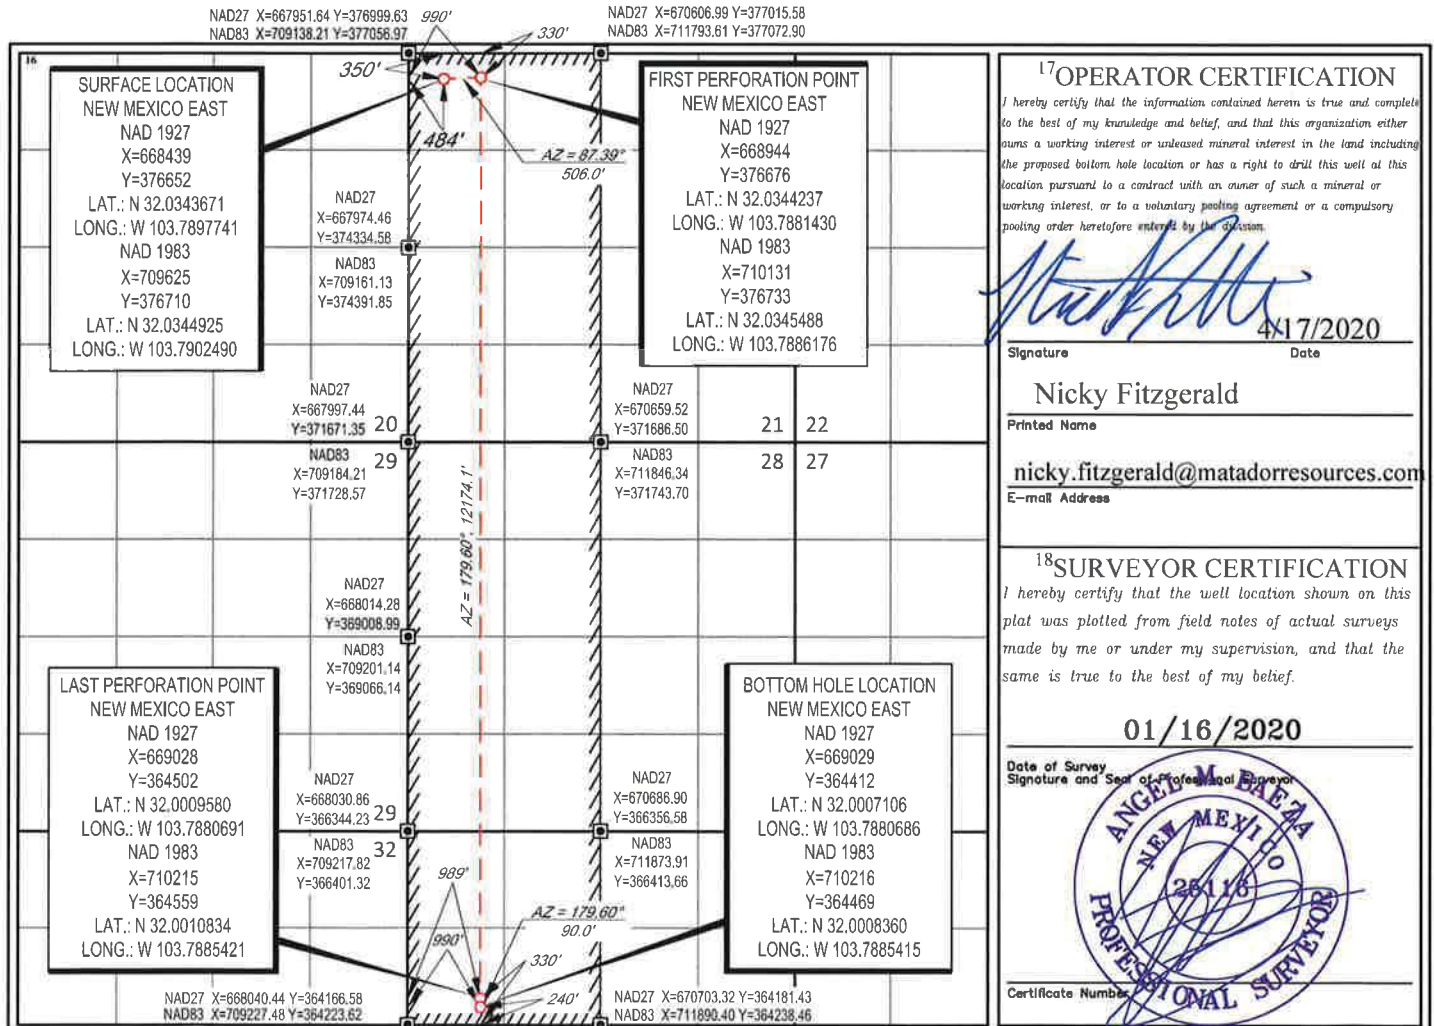 NAD27 X=667951.64 Y=376999.63
NAD83 X=709138.21 Y=377056.97
990'
330'
NAD27 X=670606.99 Y=377015.58
NAD83 X=711793.61 Y=377072.90
16
350'
484'
AZ = 87.39°
506.0'
SURFACE LOCATION
NEW MEXICO EAST
NAD 1927
X=668439
Y=376652
LAT.: N 32.0343671
LONG.: W 103.7897741
NAD 1983
X=709625
Y=376710
LAT.: N 32.0344925
LONG.: W 103.7902490
FIRST PERFORATION POINT
NEW MEXICO EAST
NAD 1927
X=668944
Y=376676
LAT.: N 32.0344237
LONG.: W 103.7881430
NAD 1983
X=710131
Y=376733
LAT.: N 32.0345488
LONG.: W 103.7886176
NAD27
X=667974.46
Y=374334.58
NAD83
X=709161.13
Y=374391.85
NAD27
X=667997.44
Y=371671.35
20
29
NAD83
X=709184.21
Y=371728.57
NAD27
X=670659.52
Y=371686.50
NAD83
X=711846.34
Y=371743.70
21 22
28 27
AZ = 179.60°, 12174.1'
NAD27
X=668014.28
Y=369008.99
NAD83
X=709201.14
Y=369066.14
LAST PERFORATION POINT
NEW MEXICO EAST
NAD 1927
X=669028
Y=364502
LAT.: N 32.0009580
LONG.: W 103.7880691
NAD 1983
X=710215
Y=364559
LAT.: N 32.0010834
LONG.: W 103.7885421
BOTTOM HOLE LOCATION
NEW MEXICO EAST
NAD 1927
X=669029
Y=364412
LAT.: N 32.0007106
LONG.: W 103.7880686
NAD 1983
X=710216
Y=364469
LAT.: N 32.0008360
LONG.: W 103.7885415
NAD27
X=668030.86
Y=366344.23
29
32
NAD83
X=709217.82
Y=366401.32
NAD27
X=670686.90
Y=366356.58
NAD83
X=711873.91
Y=366413.66
989'
990'
AZ = 179.60°
90.0'
330'
240'
NAD27 X=668040.44 Y=364166.58
NAD83 X=709227.48 Y=364223.62
NAD27 X=670703.32 Y=364181.43
NAD83 X=711890.40 Y=364238.46
17OPERATOR CERTIFICATION
I hereby certify that the information contained herein is true and complete
to the best of my knowledge and belief, and that this organization either
owns a working interest or unleased mineral interest in the land including
the proposed bottom hole location or has a right to drill this well at this
location pursuant to a contract with an owner of such a mineral or
working interest, or to a voluntary pooling agreement or a compulsory
pooling order heretofore entered by the division.
4/17/2020
Signature Date
Nicky Fitzgerald
Printed Name
nicky.fitzgerald@matadorresources.com
E-mail Address
18SURVEYOR CERTIFICATION
I hereby certify that the well location shown on this
plat was plotted from field notes of actual surveys
made by me or under my supervision, and that the
same is true to the best of my belief.
01/16/2020
Date of Survey
Signature and Seal of Professional Surveyor
ANGEL M. BAEZA
NEW MEXICO
25116
PROFESSIONAL SURVEYOR
Certificate Number